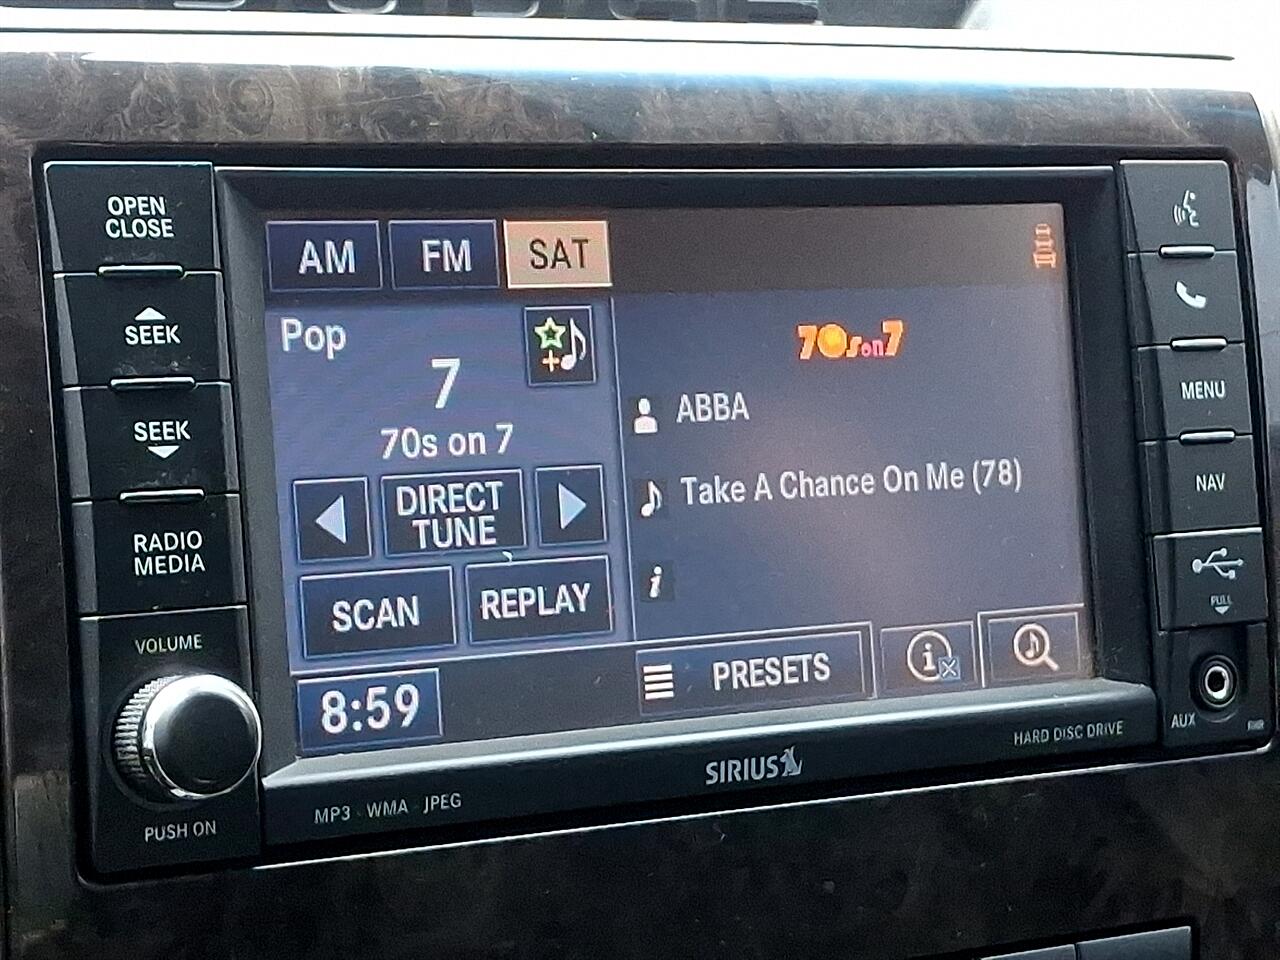 OPEN
CLOSE
SEEK
SEEK
RADIO
MEDIA
VOLUME
PUSH ON
AM
FM
SAT
Pop
7
70s on 7
DIRECT
TUNE
SCAN
REPLAY
8:59
70s on 7
ABBA
Take A Chance On Me (78)
i
PRESETS
i
MENU
NAV
PULL
AUX
RHR
SIRIUS
HARD DISC DRIVE
MP3 · WMA · JPEG